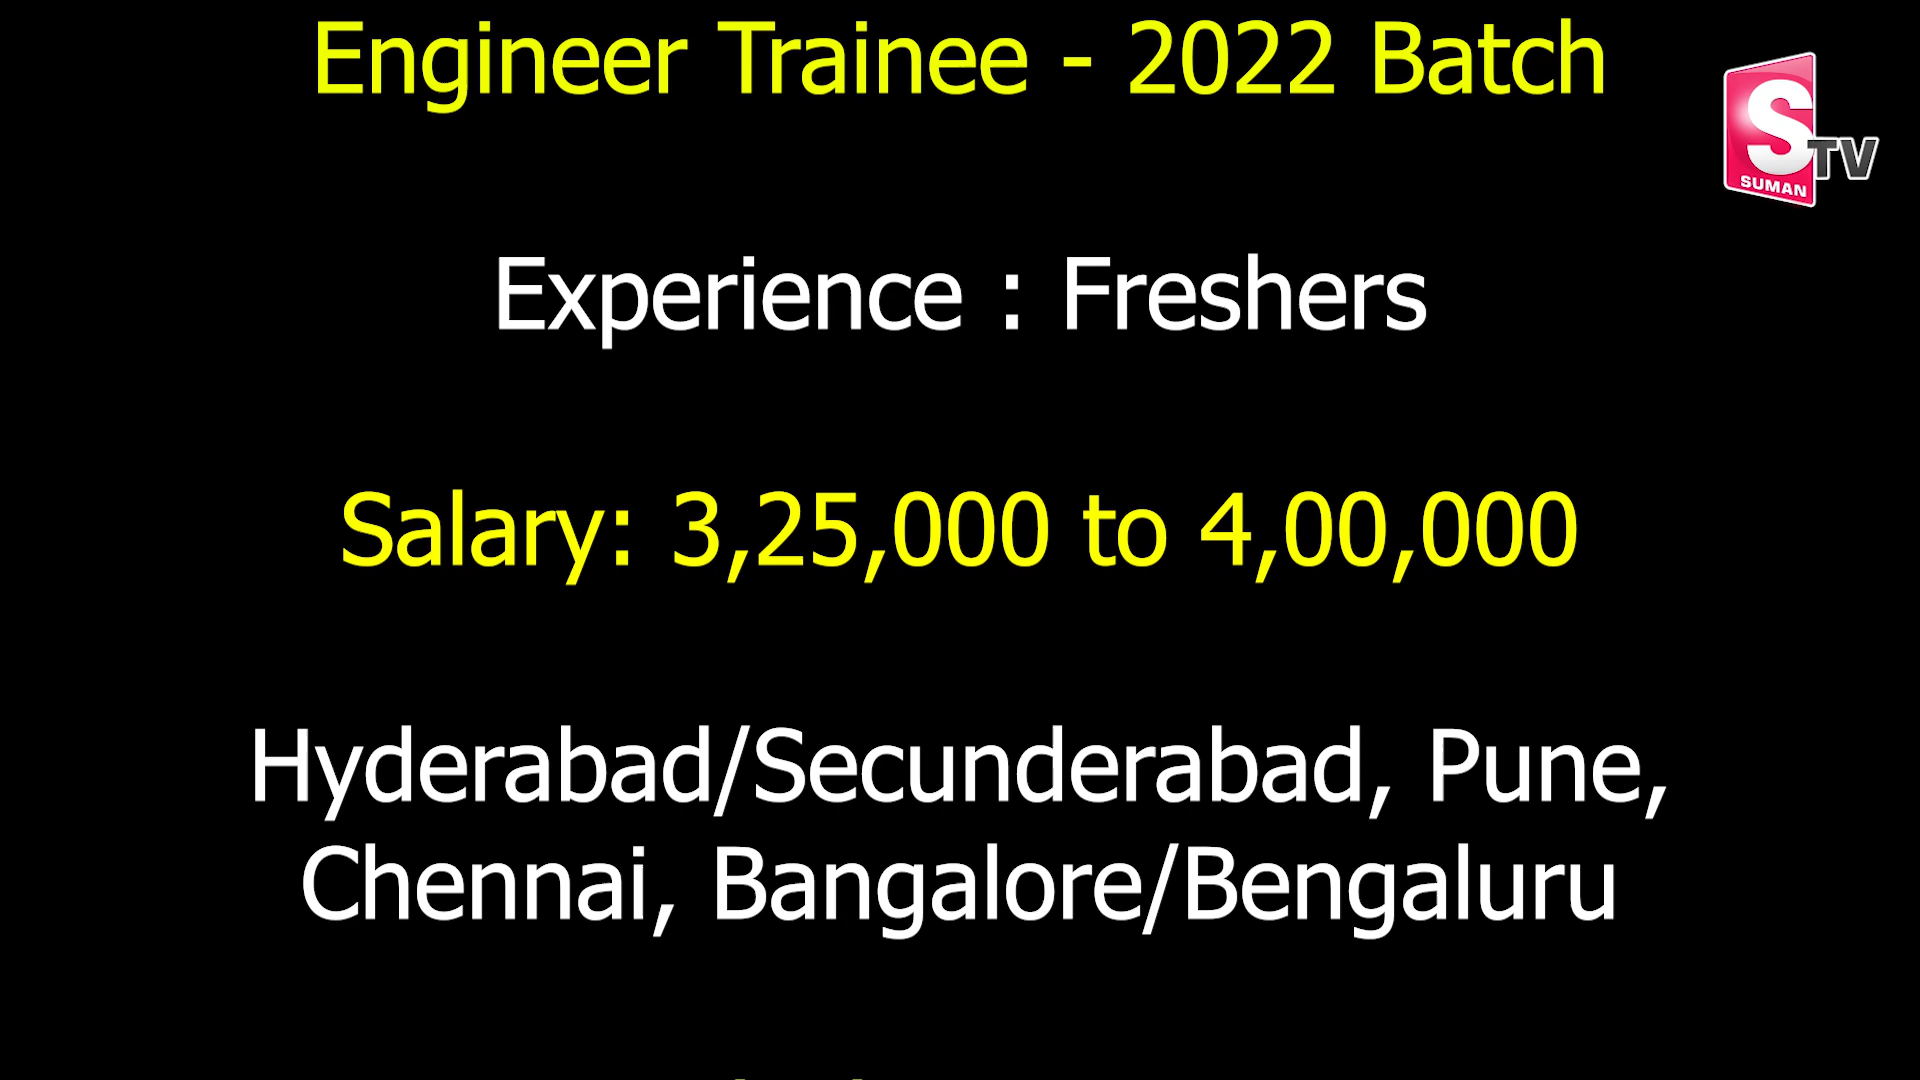 Engineer Trainee - 2022 Batch
S TV
SUMAN
Experience : Freshers
Salary: 3,25,000 to 4,00,000
Hyderabad/Secunderabad, Pune,
Chennai, Bangalore/Bengaluru